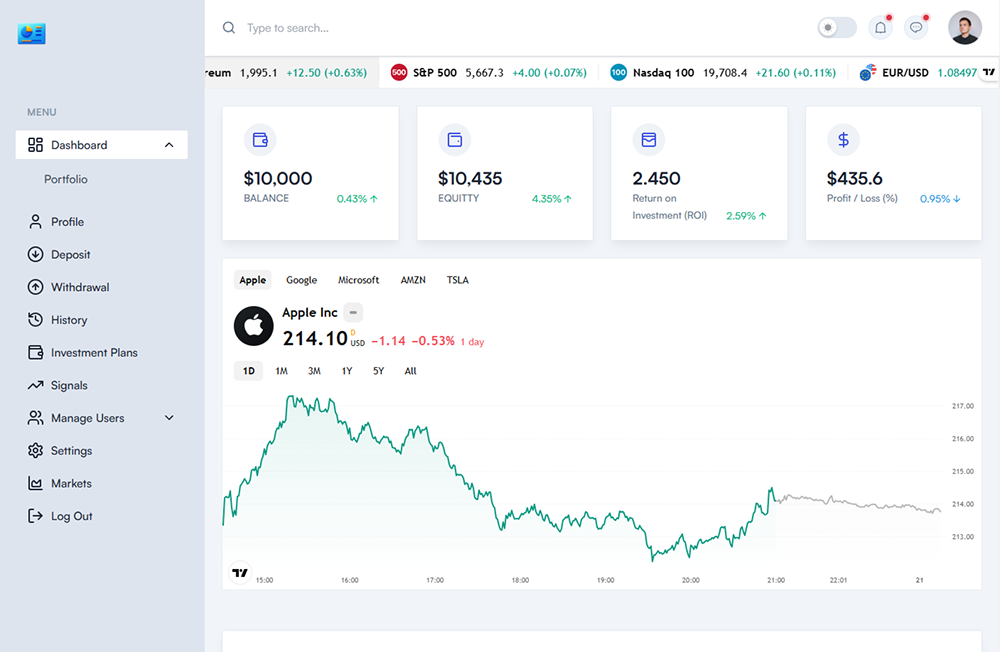 Type to search...
reum 1,995.1 +12.50 (+0.63%) 500 S&P 500 5,667.3 +4.00 (+0.07%) 100 Nasdaq 100 19,708.4 +21.60 (+0.11%) EUR/USD 1.08497
MENU
Dashboard
Portfolio
Profile
Deposit
Withdrawal
History
Investment Plans
Signals
Manage Users
Settings
Markets
Log Out
$10,000
BALANCE 0.43%
$10,435
EQUITTY 4.35%
2.450
Return on
Investment (ROI) 2.59%
$435.6
Profit / Loss (%) 0.95%
Apple Google Microsoft AMZN TSLA
Apple Inc
214.10 D USD −1.14 −0.53% 1 day
1D 1M 3M 1Y 5Y All
217.00
216.00
215.00
214.00
213.00
15:00 16:00 17:00 18:00 19:00 20:00 21:00 22:01 21